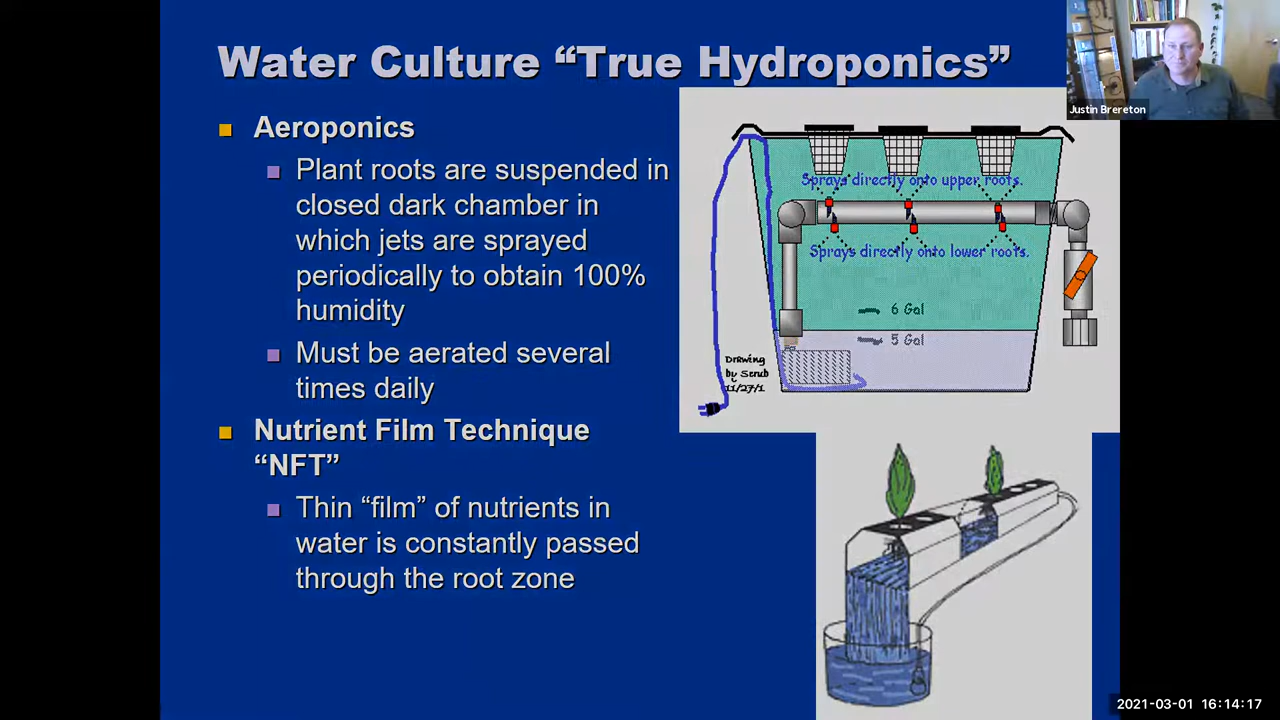 Water Culture “True Hydroponics”
Aeroponics
Plant roots are suspended in
closed dark chamber in
which jets are sprayed
periodically to obtain 100%
humidity
Must be aerated several
times daily
Nutrient Film Technique
“NFT”
Thin “film” of nutrients in
water is constantly passed
through the root zone
Sprays directly onto upper roots.
Sprays directly onto lower roots.
6 Gal
5 Gal
Drawing
by Scrub
11/27/1
Justin Brereton
2021-03-01 16:14:17